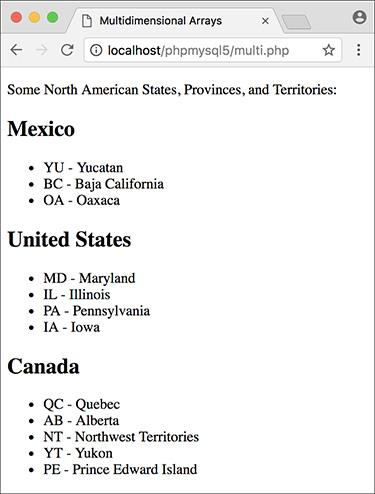 Multidimensional Arrays
localhost/phpmysql5/multi.php
Some North American States, Provinces, and Territories:
Mexico
• YU - Yucatan
• BC - Baja California
• OA - Oaxaca
United States
• MD - Maryland
• IL - Illinois
• PA - Pennsylvania
• IA - Iowa
Canada
• QC - Quebec
• AB - Alberta
• NT - Northwest Territories
• YT - Yukon
• PE - Prince Edward Island